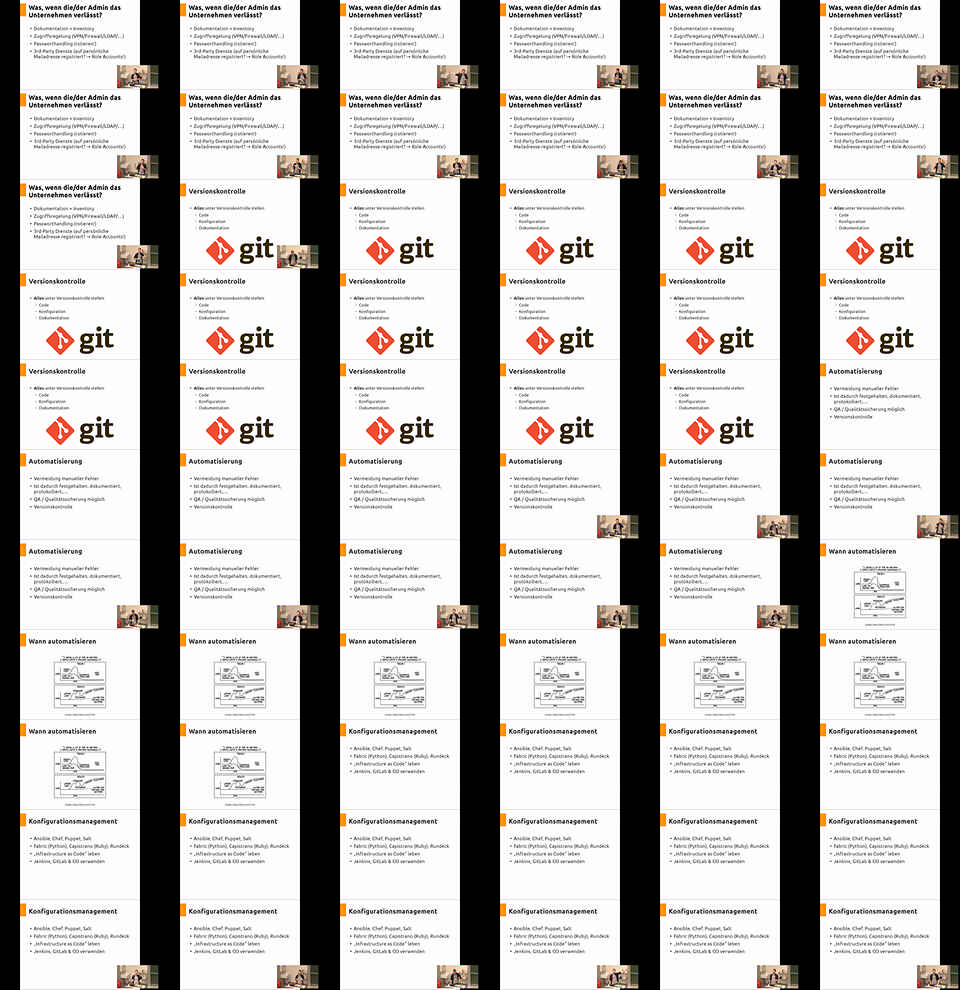 Was, wenn die/der Admin das
Unternehmen verlässt?
• Dokumentation + Inventory
• Zugriffsregelung (VPN/Firewall/LDAP/...)
• Passworthandling (rotieren!)
• 3rd-Party Dienste (auf persönliche
Mailadresse registriert? → Role Accounts!)
Versionskontrolle
• Alles unter Versionskontrolle stellen:
Code
Konfiguration
Dokumentation
git
Automatisierung
• Vermeidung manueller Fehler
• Ist dadurch festgehalten, dokumentiert,
protokolliert,...
• QA / Qualitätssicherung möglich
• Versionskontrolle
Wann automatisieren
Konfigurationsmanagement
• Ansible, Chef, Puppet, Salt
• Fabric (Python), Capistrano (Ruby), Rundeck
• „Infrastructure as Code“ leben
• Jenkins, GitLab & CO verwenden